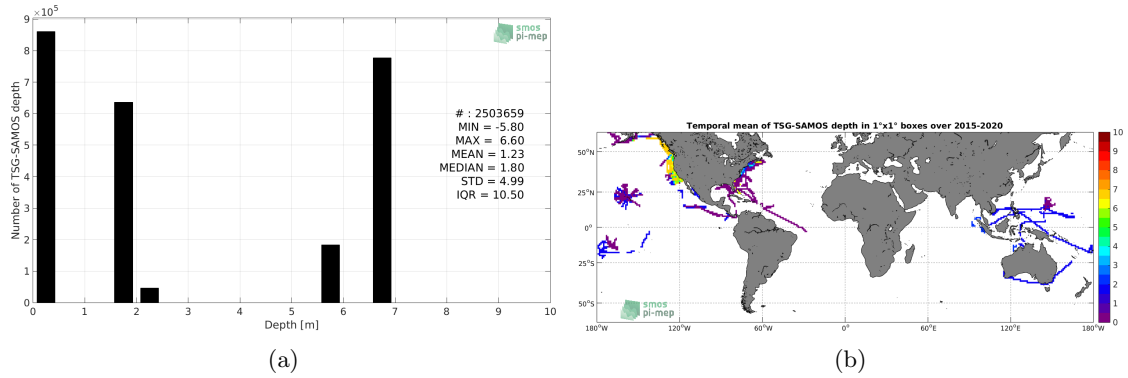 9 ×10⁵
8
7
6
5
4
3
2
1
0
Number of TSG-SAMOS depth
0 1 2 3 4 5 6 7 8 9 10
Depth [m]
smos
pi-mep
# : 2503659
MIN = -5.80
MAX = 6.60
MEAN = 1.23
MEDIAN = 1.80
STD = 4.99
IQR = 10.50
(a)
Temporal mean of TSG-SAMOS depth in 1°x1° boxes over 2015-2020
50°N
25°N
0°
25°S
50°S
180°W 120°W 60°W 0° 60°E 120°E 180°W
smos
pi-mep
10
9
8
7
6
5
4
3
2
1
0
(b)